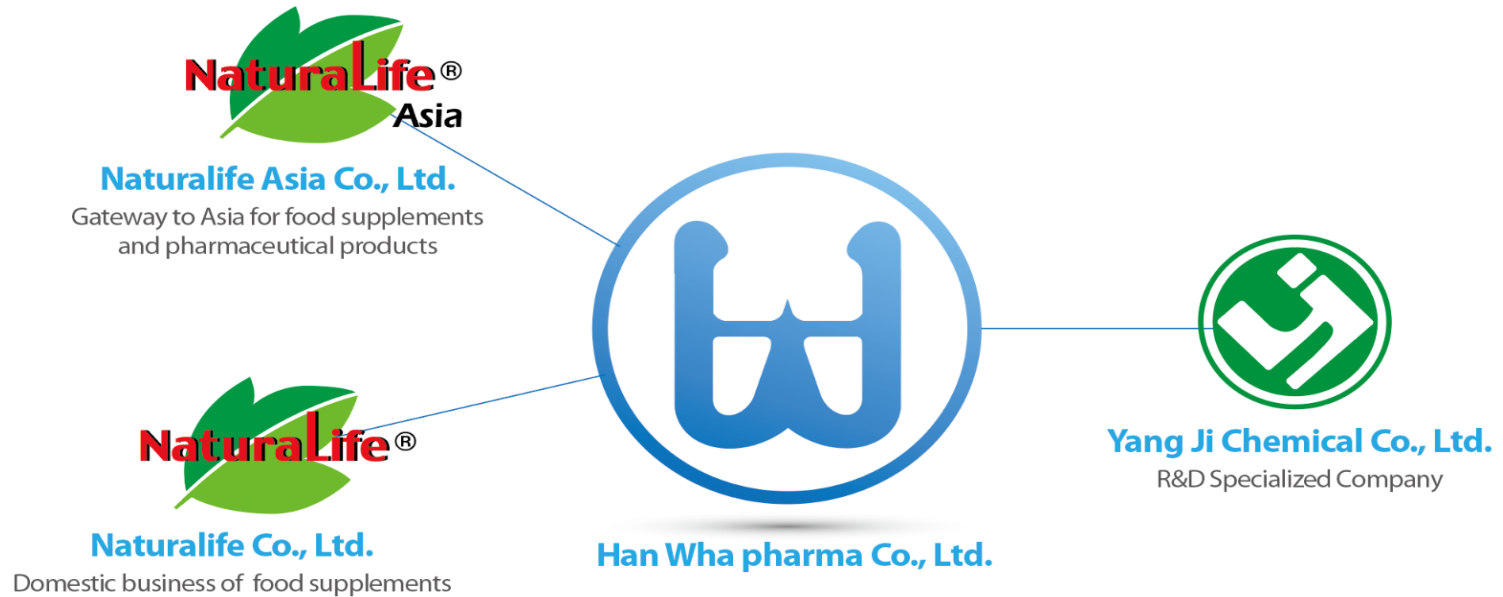 NaturaLife®
Asia
Naturalife Asia Co., Ltd.
Gateway to Asia for food supplements
and pharmaceutical products
NaturaLife®
Naturalife Co., Ltd.
Domestic business of food supplements
Han Wha pharma Co., Ltd.
Yang Ji Chemical Co., Ltd.
R&D Specialized Company